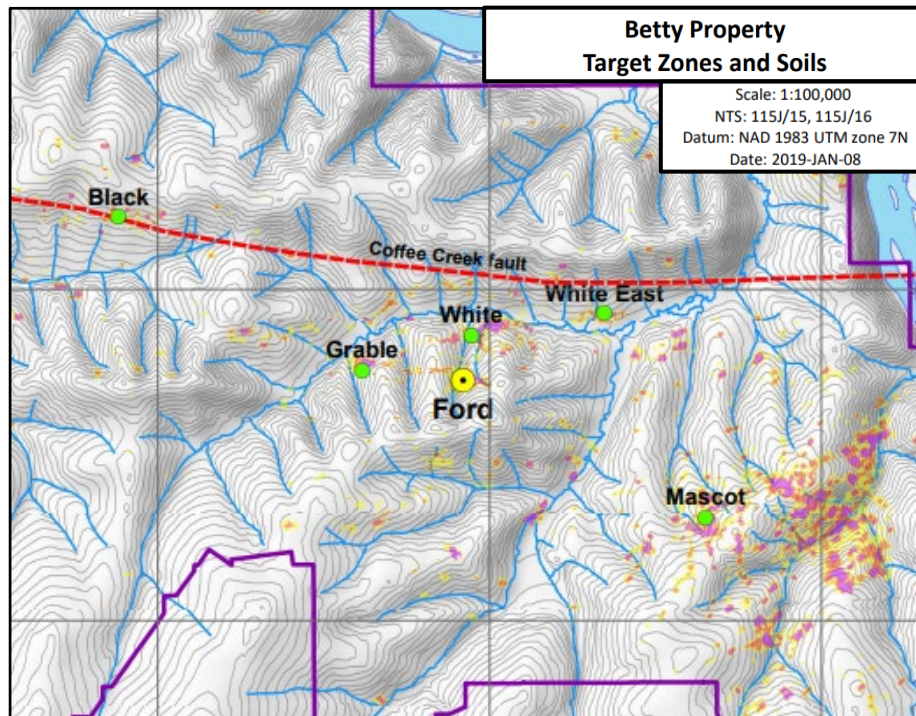 Betty Property
Target Zones and Soils
Scale: 1:100,000
NTS: 115J/15, 115J/16
Datum: NAD 1983 UTM zone 7N
Date: 2019-JAN-08
Black
Coffee Creek fault
White East
White
Grable
Ford
Mascot